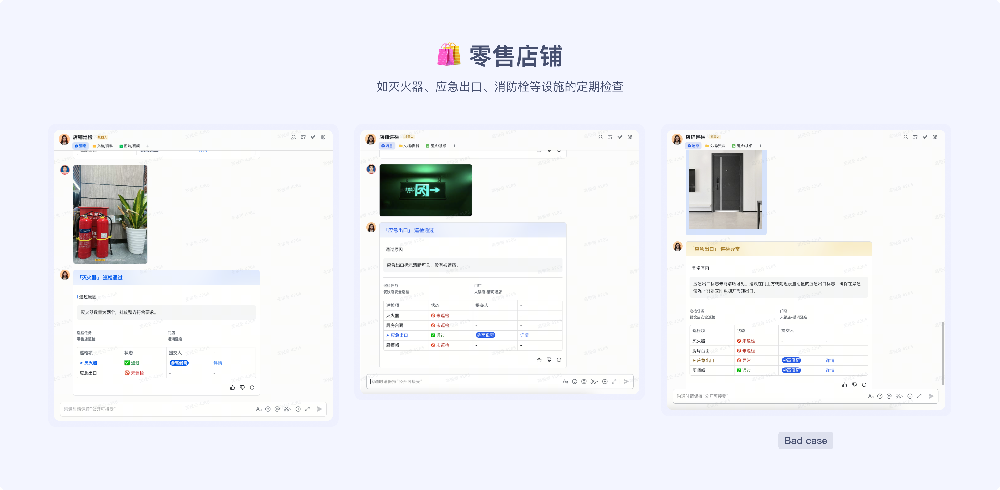 零售店铺
如灭火器、应急出口、消防栓等设施的定期检查
店铺巡检 机器人
消息 文档/资料 图片/视频
「灭火器」 巡检通过
通过原因
灭火器数量为两个，排放整齐符合要求。
巡检任务 门店
零售店巡检 漕河泾店
巡检项 状态 提交人 -
➤ 灭火器 通过 @高俊奇 详情
应急出口 未巡检 - -
沟通时请保持“公开可接受”
店铺巡检 机器人
消息 文档/资料 图片/视频
安全出口
EXIT
「应急出口」 巡检通过
通过原因
应急出口标志清晰可见，没有被遮挡。
巡检任务 门店
餐饮店安全巡检 火锅店-漕河泾店
巡检项 状态 提交人 -
灭火器 未巡检 - -
厨房台面 未巡检 - -
➤ 应急出口 通过 @高俊奇 详情
厨师帽 未巡检 - -
沟通时请保持“公开可接受”
店铺巡检 机器人
消息 文档/资料 图片/视频
「应急出口」 巡检异常
异常原因
应急出口标志未能清晰可见。建议在门上方或附近设置明显的应急出口标志，确保在紧急
情况下能够立即识别并找到出口。
巡检任务 门店
餐饮店安全巡检 火锅店-漕河泾店
巡检项 状态 提交人 -
灭火器 未巡检 - -
厨房台面 未巡检 - -
➤ 应急出口 异常 @高俊奇 详情
厨师帽 通过 @高俊奇 详情
沟通时请保持“公开可接受”
Bad case
高俊奇 4265